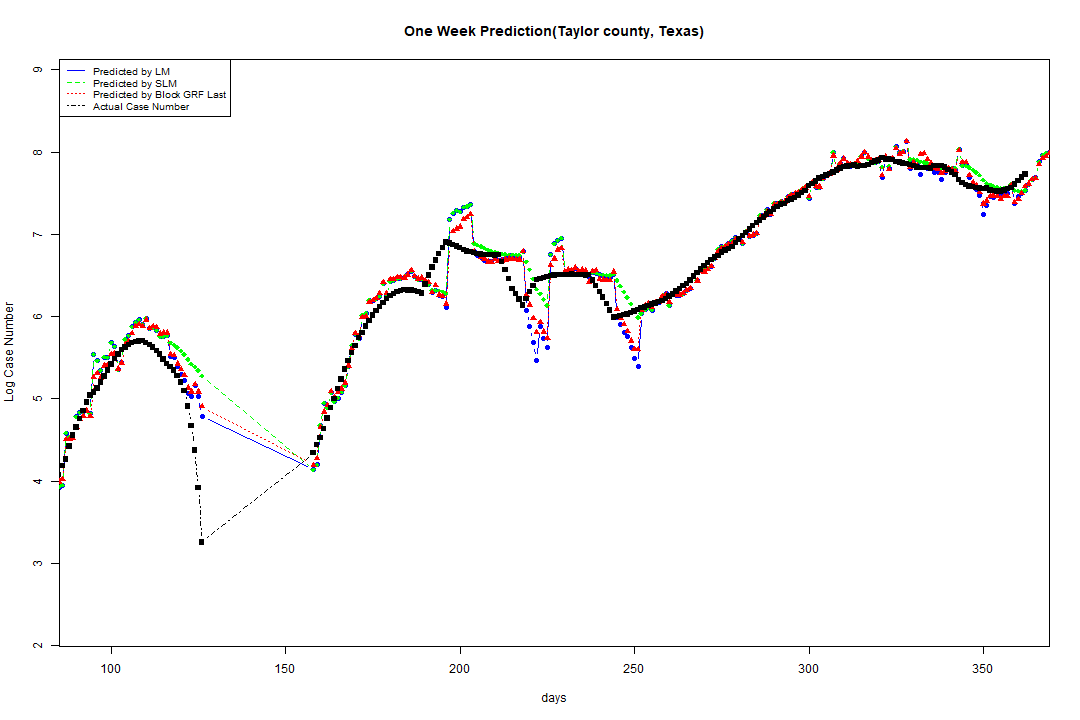 One Week Prediction(Taylor county, Texas)
Predicted by LM
Predicted by SLM
Predicted by Block GRF Last
Actual Case Number
Log Case Number
9
8
7
6
5
4
3
2
100 150 200 250 300 350
days